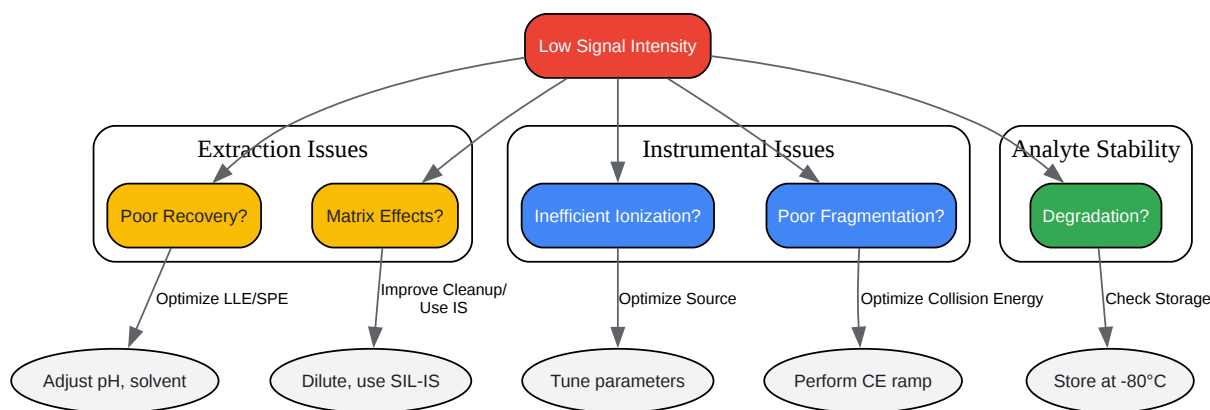 Low Signal Intensity
Extraction Issues
Instrumental Issues
Analyte Stability
Poor Recovery?
Matrix Effects?
Inefficient Ionization?
Poor Fragmentation?
Degradation?
Optimize LLE/SPE
Improve Cleanup/
Use IS
Optimize Source
Optimize Collision Energy
Check Storage
Adjust pH, solvent
Dilute, use SIL-IS
Tune parameters
Perform CE ramp
Store at -80°C